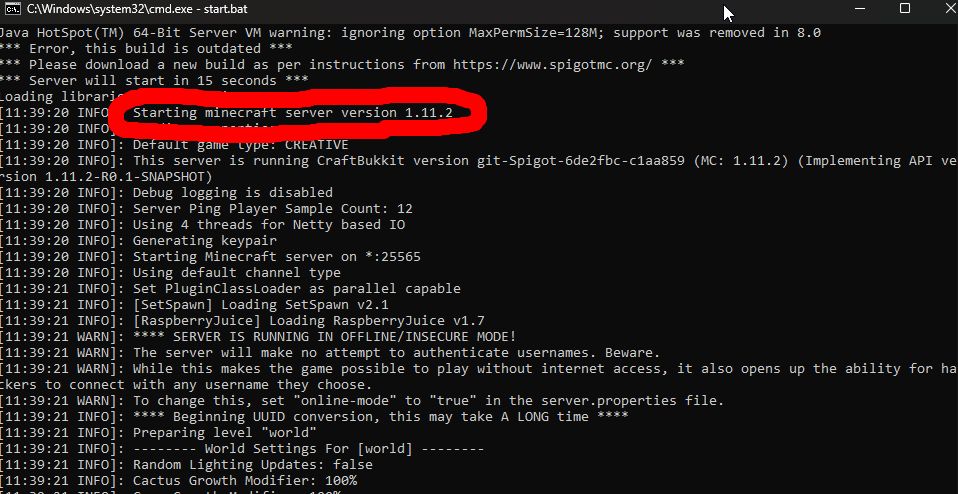 C:\Windows\system32\cmd.exe - start.bat
Java HotSpot(TM) 64-Bit Server VM warning: ignoring option MaxPermSize=128M; support was removed in 8.0
*** Error, this build is outdated ***
*** Please download a new build as per instructions from https://www.spigotmc.org/ ***
*** Server will start in 15 seconds ***
Loading librari
[11:39:20 INFO]: Starting minecraft server version 1.11.2
[11:39:20 INFO]:
[11:39:20 INFO]: Default game type: CREATIVE
[11:39:20 INFO]: This server is running CraftBukkit version git-Spigot-6de2fbc-c1aa859 (MC: 1.11.2) (Implementing API ve
rsion 1.11.2-R0.1-SNAPSHOT)
[11:39:20 INFO]: Debug logging is disabled
[11:39:20 INFO]: Server Ping Player Sample Count: 12
[11:39:20 INFO]: Using 4 threads for Netty based IO
[11:39:20 INFO]: Generating keypair
[11:39:20 INFO]: Starting Minecraft server on *:25565
[11:39:20 INFO]: Using default channel type
[11:39:21 INFO]: Set PluginClassLoader as parallel capable
[11:39:21 INFO]: [SetSpawn] Loading SetSpawn v2.1
[11:39:21 INFO]: [RaspberryJuice] Loading RaspberryJuice v1.7
[11:39:21 WARN]: **** SERVER IS RUNNING IN OFFLINE/INSECURE MODE!
[11:39:21 WARN]: The server will make no attempt to authenticate usernames. Beware.
[11:39:21 WARN]: While this makes the game possible to play without internet access, it also opens up the ability for ha
ckers to connect with any username they choose.
[11:39:21 WARN]: To change this, set "online-mode" to "true" in the server.properties file.
[11:39:21 INFO]: **** Beginning UUID conversion, this may take A LONG time ****
[11:39:21 INFO]: Preparing level "world"
[11:39:21 INFO]: -------- World Settings For [world] --------
[11:39:21 INFO]: Random Lighting Updates: false
[11:39:21 INFO]: Cactus Growth Modifier: 100%